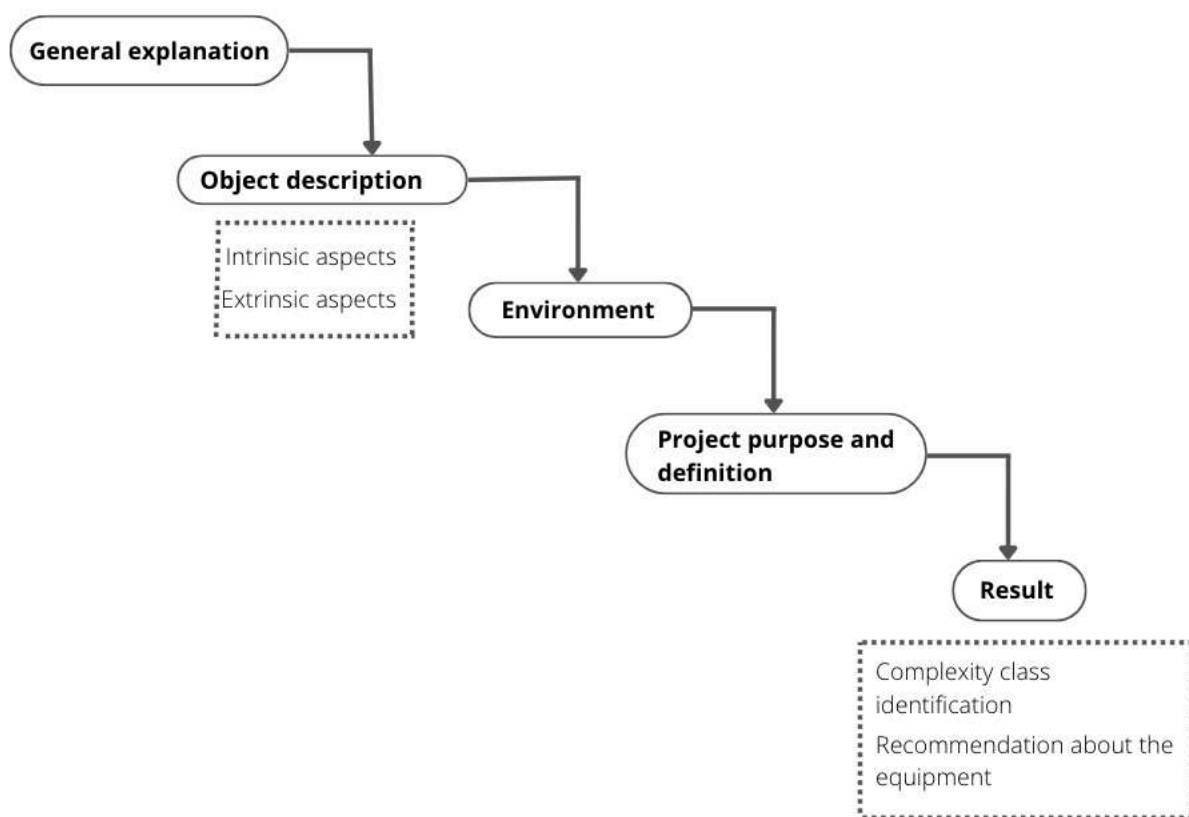 General explanation
Object description
Intrinsic aspects
Extrinsic aspects
Environment
Project purpose and
definition
Result
Complexity class
identification
Recommendation about the
equipment